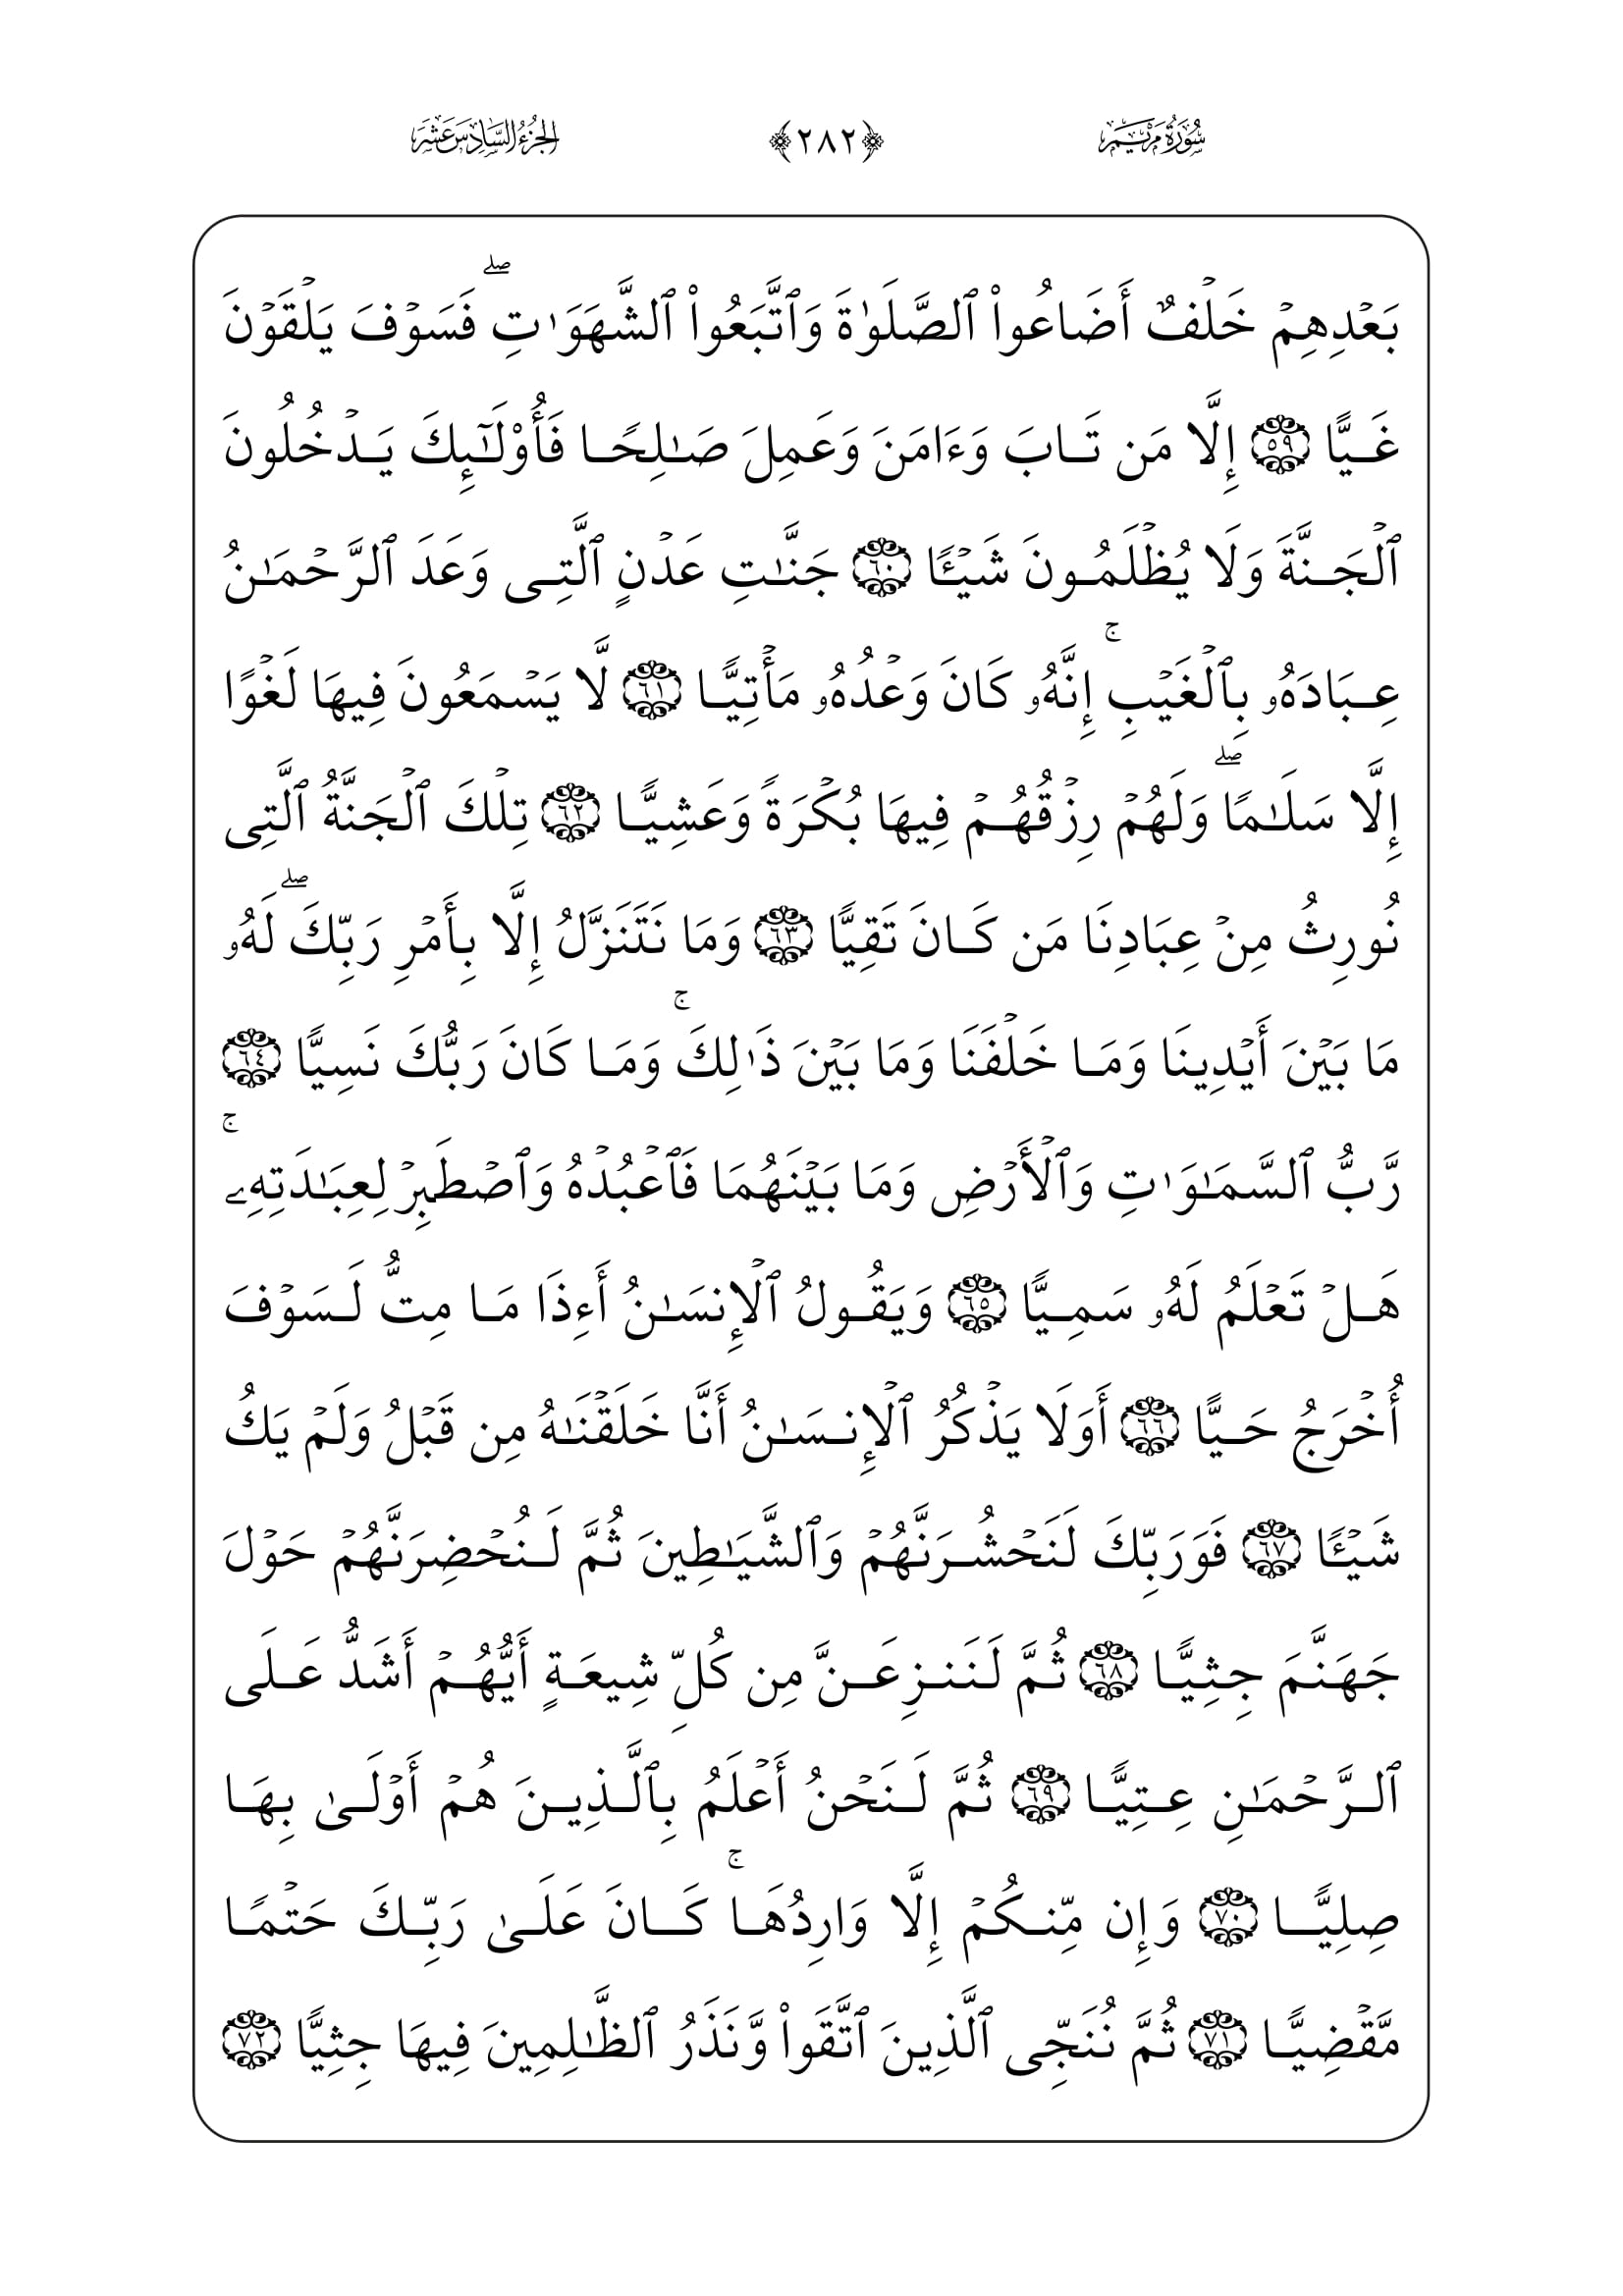 سُورَةُ مَرۡيَمَ ﴿٢٨٢﴾ الجُزْءُ السَّادِسَ عَشَرَ
بَعۡدِهِمۡ خَلۡفٌ أَضَاعُواْ ٱلصَّلَوٰةَ وَٱتَّبَعُواْ ٱلشَّهَوَٰتِۖ فَسَوۡفَ يَلۡقَوۡنَ
غَيًّا ٥٩ إِلَّا مَن تَابَ وَءَامَنَ وَعَمِلَ صَٰلِحًا فَأُوْلَٰٓئِكَ يَدۡخُلُونَ
ٱلۡجَنَّةَ وَلَا يُظۡلَمُونَ شَيۡـًٔا ٦٠ جَنَّٰتِ عَدۡنٍ ٱلَّتِى وَعَدَ ٱلرَّحۡمَٰنُ
عِبَادَهُۥ بِٱلۡغَيۡبِۚ إِنَّهُۥ كَانَ وَعۡدُهُۥ مَأۡتِيًّا ٦١ لَّا يَسۡمَعُونَ فِيهَا لَغۡوًا
إِلَّا سَلَٰمًاۖ وَلَهُمۡ رِزۡقُهُمۡ فِيهَا بُكۡرَةً وَعَشِيًّا ٦٢ تِلۡكَ ٱلۡجَنَّةُ ٱلَّتِى
نُورِثُ مِنۡ عِبَادِنَا مَن كَانَ تَقِيًّا ٦٣ وَمَا نَتَنَزَّلُ إِلَّا بِأَمۡرِ رَبِّكَۖ لَهُۥ
مَا بَيۡنَ أَيۡدِينَا وَمَا خَلۡفَنَا وَمَا بَيۡنَ ذَٰلِكَۚ وَمَا كَانَ رَبُّكَ نَسِيًّا ٦٤
رَّبُّ ٱلسَّمَٰوَٰتِ وَٱلۡأَرۡضِ وَمَا بَيۡنَهُمَا فَٱعۡبُدۡهُ وَٱصۡطَبِرۡ لِعِبَٰدَتِهِۦۚ
هَلۡ تَعۡلَمُ لَهُۥ سَمِيًّا ٦٥ وَيَقُولُ ٱلۡإِنسَٰنُ أَءِذَا مَا مِتُّ لَسَوۡفَ
أُخۡرَجُ حَيًّا ٦٦ أَوَلَا يَذۡكُرُ ٱلۡإِنسَٰنُ أَنَّا خَلَقۡنَٰهُ مِن قَبۡلُ وَلَمۡ يَكُ
شَيۡـًٔا ٦٧ فَوَرَبِّكَ لَنَحۡشُرَنَّهُمۡ وَٱلشَّيَٰطِينَ ثُمَّ لَنُحۡضِرَنَّهُمۡ حَوۡلَ
جَهَنَّمَ جِثِيًّا ٦٨ ثُمَّ لَنَنزِعَنَّ مِن كُلِّ شِيعَةٍ أَيُّهُمۡ أَشَدُّ عَلَى
ٱلرَّحۡمَٰنِ عِتِيًّا ٦٩ ثُمَّ لَنَحۡنُ أَعۡلَمُ بِٱلَّذِينَ هُمۡ أَوۡلَىٰ بِهَا
صِلِيًّا ٧٠ وَإِن مِّنكُمۡ إِلَّا وَارِدُهَاۚ كَانَ عَلَىٰ رَبِّكَ حَتۡمًا
مَّقۡضِيًّا ٧١ ثُمَّ نُنَجِّى ٱلَّذِينَ ٱتَّقَواْ وَّنَذَرُ ٱلظَّٰلِمِينَ فِيهَا جِثِيًّا ٧٢